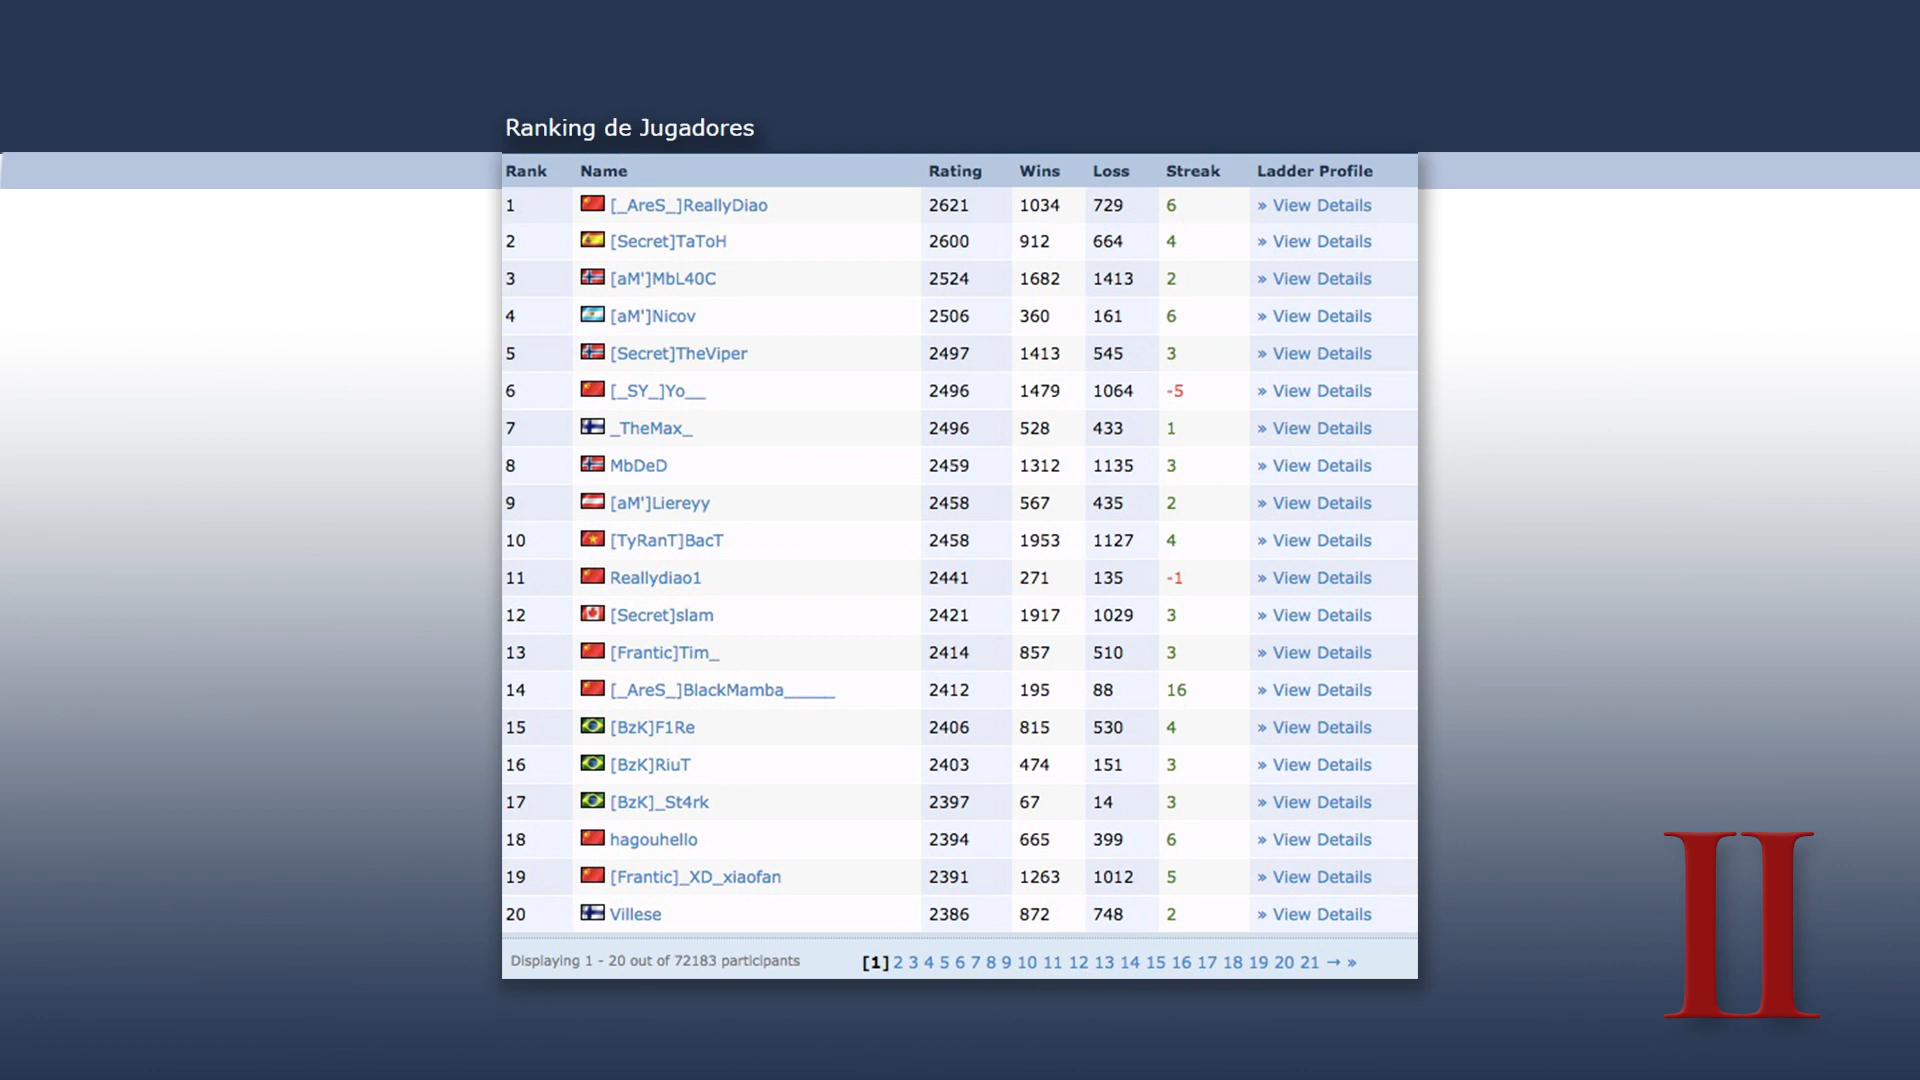 Ranking de Jugadores
Rank Name Rating Wins Loss Streak Ladder Profile
1 [_AreS_]ReallyDiao 2621 1034 729 6 » View Details
2 [Secret]TaToH 2600 912 664 4 » View Details
3 [aM']MbL40C 2524 1682 1413 2 » View Details
4 [aM']Nicov 2506 360 161 6 » View Details
5 [Secret]TheViper 2497 1413 545 3 » View Details
6 [_SY_]Yo__ 2496 1479 1064 -5 » View Details
7 _TheMax_ 2496 528 433 1 » View Details
8 MbDeD 2459 1312 1135 3 » View Details
9 [aM']Liereyy 2458 567 435 2 » View Details
10 [TyRanT]BacT 2458 1953 1127 4 » View Details
11 Reallydiao1 2441 271 135 -1 » View Details
12 [Secret]slam 2421 1917 1029 3 » View Details
13 [Frantic]Tim_ 2414 857 510 3 » View Details
14 [_AreS_]BlackMamba______ 2412 195 88 16 » View Details
15 [BzK]F1Re 2406 815 530 4 » View Details
16 [BzK]RiuT 2403 474 151 3 » View Details
17 [BzK]_St4rk 2397 67 14 3 » View Details
18 hagouhello 2394 665 399 6 » View Details
19 [Frantic]_XD_xiaofan 2391 1263 1012 5 » View Details
20 Villese 2386 872 748 2 » View Details
Displaying 1 - 20 out of 72183 participants [1] 2 3 4 5 6 7 8 9 10 11 12 13 14 15 16 17 18 19 20 21 → »
II